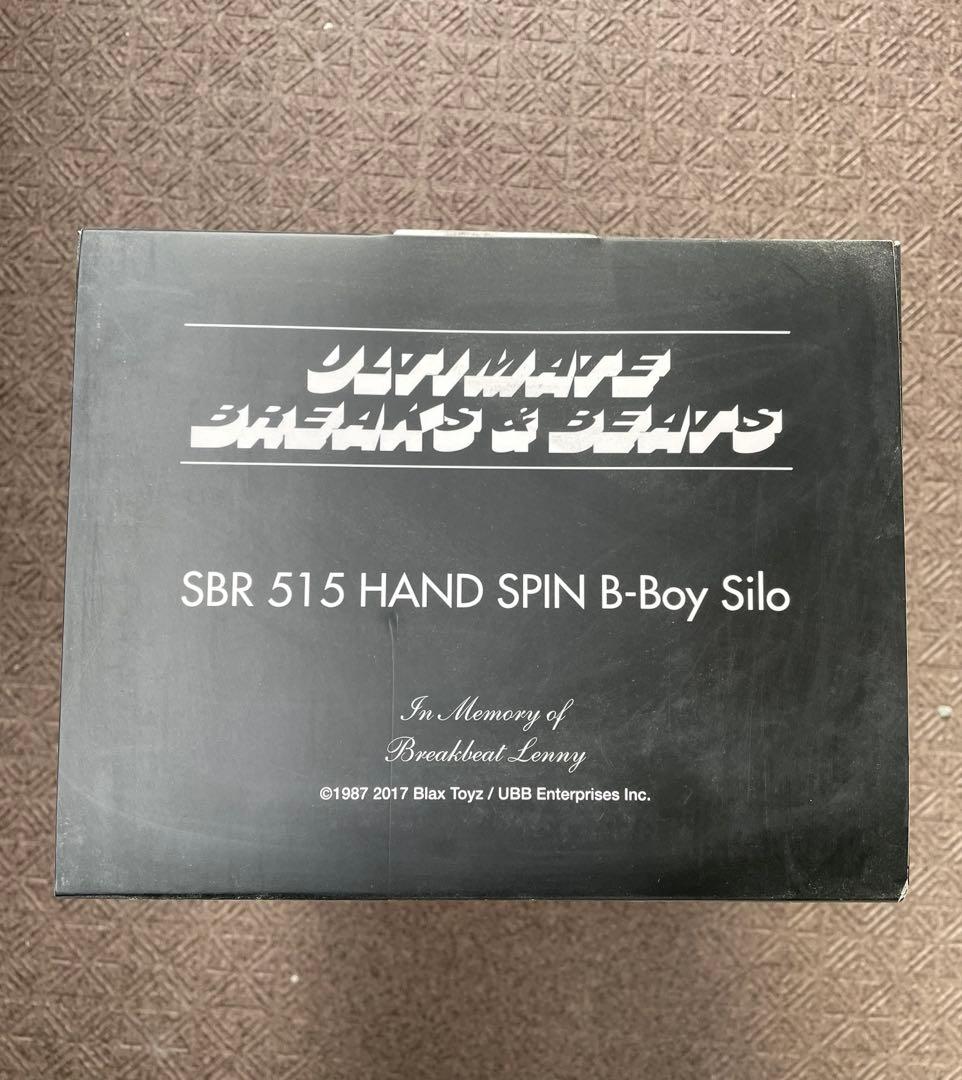 ULTIMATE
BREAKS & BEATS
SBR 515 HAND SPIN B-Boy Silo
In Memory of
Breakbeat Lenny
©1987 2017 Blax Toyz / UBB Enterprises Inc.